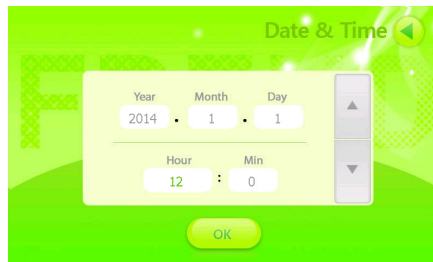 Date & Time
Year Month Day
2014 . 1 . 1
Hour Min
12 : 0
OK